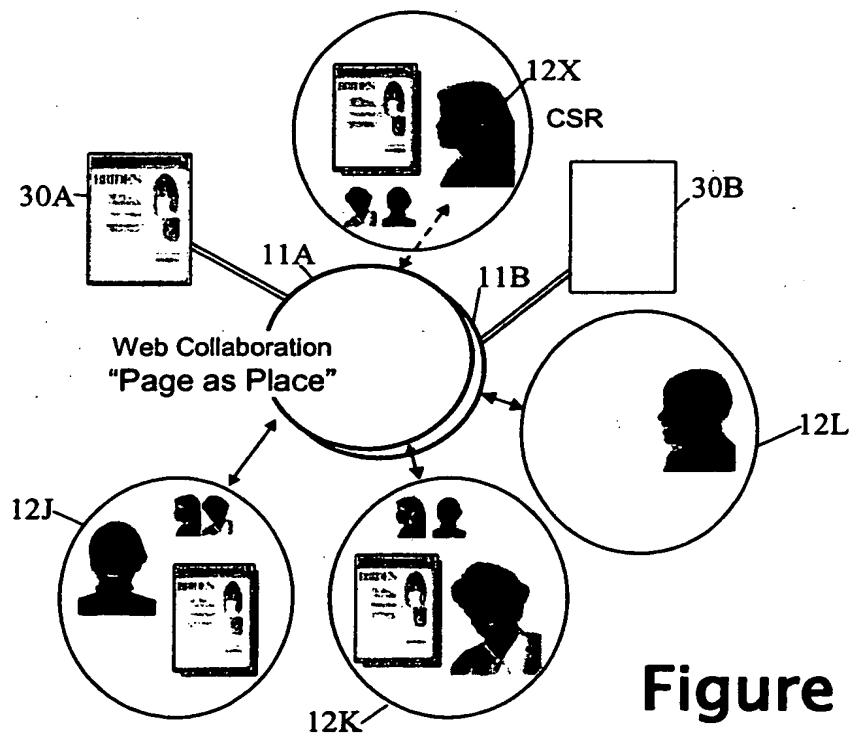 12X
CSR
30A
30B
11A
11B
Web Collaboration
"Page as Place"
12L
12J
12K
Figure